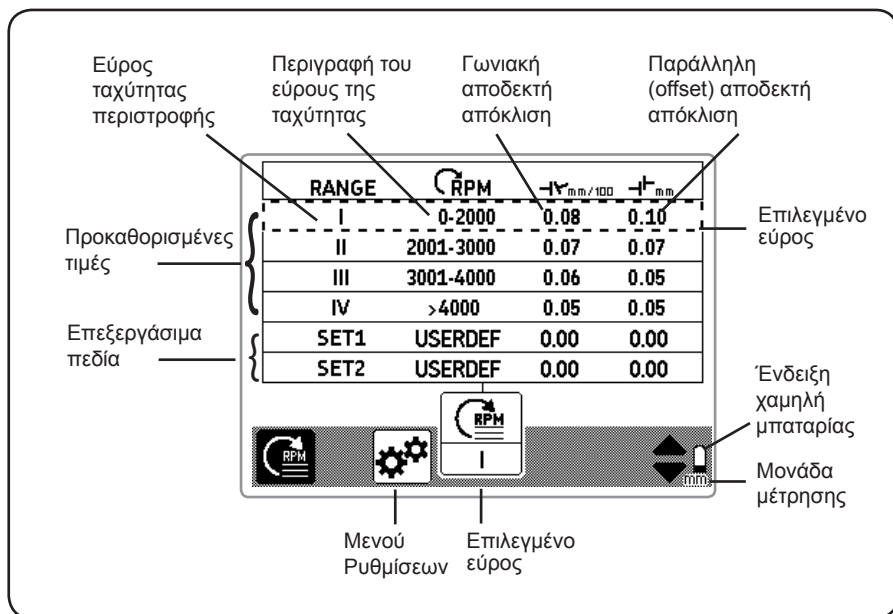 Εύρος
ταχύτητας
περιστροφής
Περιγραφή του
εύρους της
ταχύτητας
Γωνιακή
αποδεκτή
απόκλιση
Παράλληλη
(offset) αποδεκτή
απόκλιση
RANGE RPM mm/100 mm
I 0-2000 0.08 0.10
II 2001-3000 0.07 0.07
III 3001-4000 0.06 0.05
IV >4000 0.05 0.05
SET1 USERDEF 0.00 0.00
SET2 USERDEF 0.00 0.00
Επιλεγμένο
εύρος
Προκαθορισμένες
τιμές
Επεξεργάσιμα
πεδία
Ένδειξη
χαμηλή
μπαταρίας
RPM
RPM
I
mm
Μονάδα
μέτρησης
Μενού
Ρυθμίσεων
Επιλεγμένο
εύρος